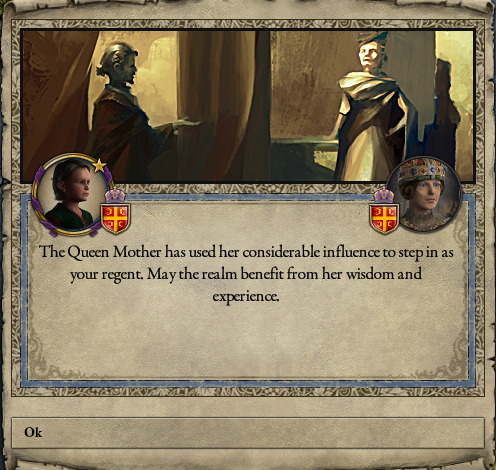 The Queen Mother has used her considerable influence to step in as
your regent. May the realm benefit from her wisdom and
experience.
Ok